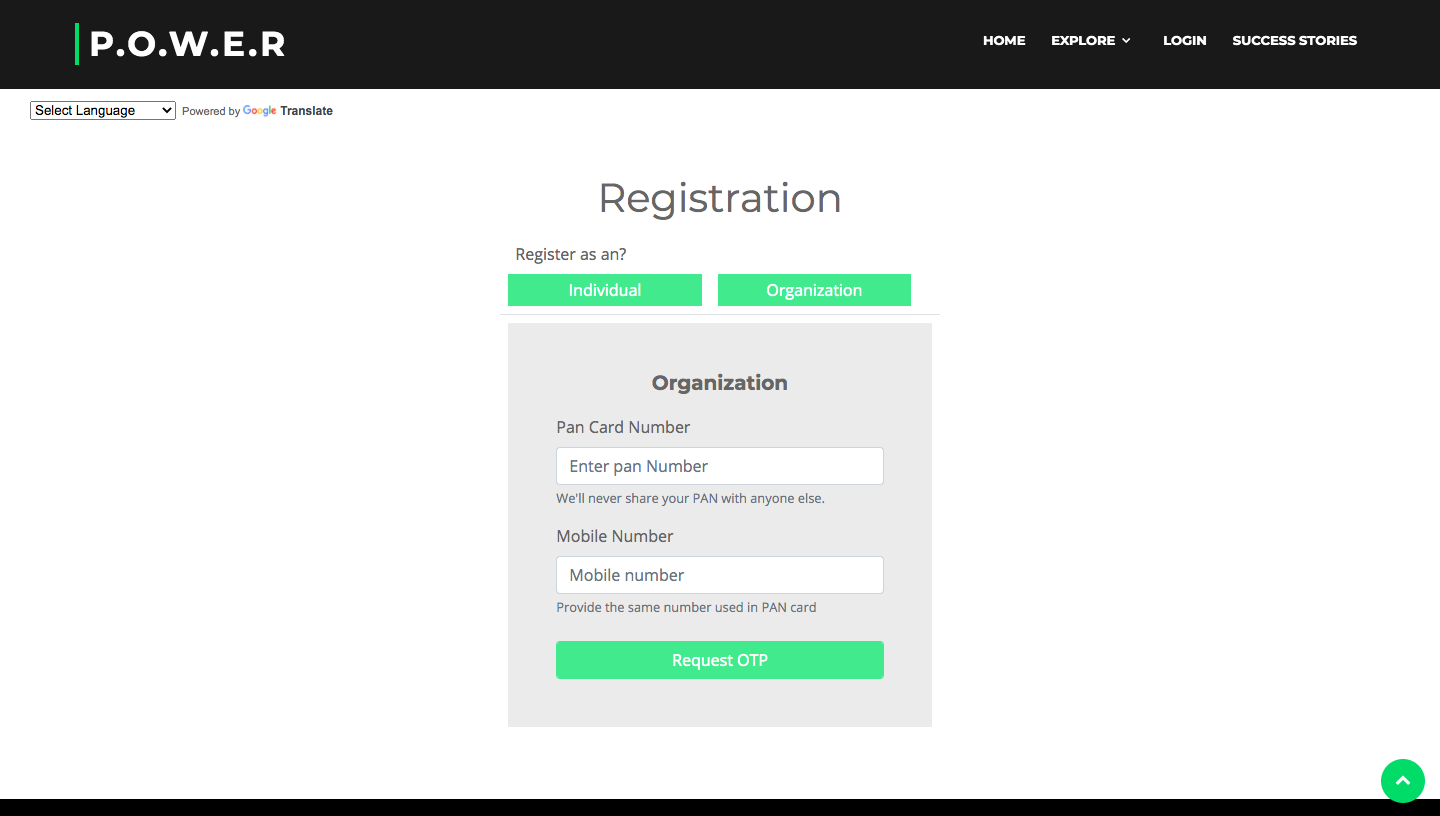 P.O.W.E.R
HOME EXPLORE LOGIN SUCCESS STORIES
Select Language Powered by Google Translate
Registration
Register as an?
Individual Organization
Organization
Pan Card Number
Enter pan Number
We'll never share your PAN with anyone else.
Mobile Number
Mobile number
Provide the same number used in PAN card
Request OTP